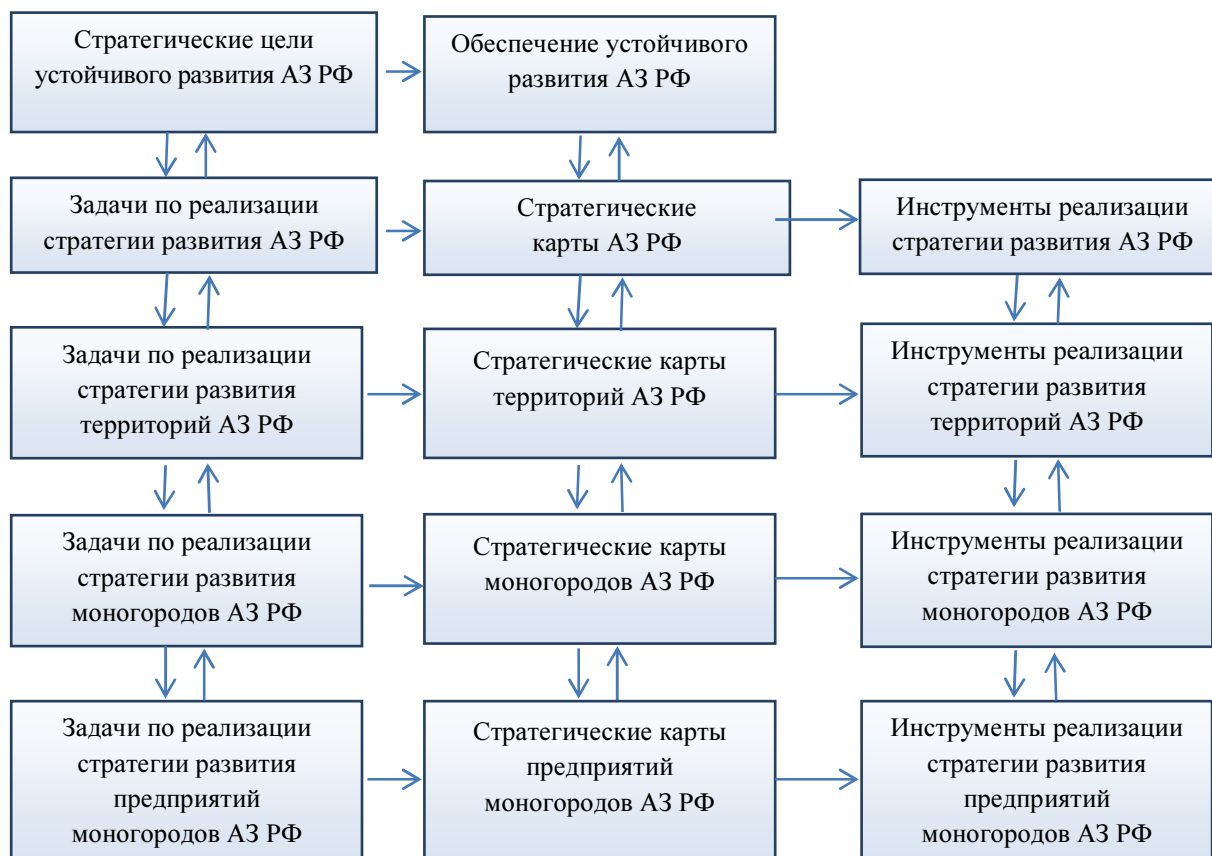 Стратегические цели
устойчивого развития АЗ РФ
Обеспечение устойчивого
развития АЗ РФ
Задачи по реализации
стратегии развития АЗ РФ
Стратегические
карты АЗ РФ
Инструменты реализации
стратегии развития АЗ РФ
Задачи по реализации
стратегии развития
территорий АЗ РФ
Стратегические карты
территорий АЗ РФ
Инструменты реализации
стратегии развития
территорий АЗ РФ
Задачи по реализации
стратегии развития
моногородов АЗ РФ
Стратегические карты
моногородов АЗ РФ
Инструменты реализации
стратегии развития
моногородов АЗ РФ
Задачи по реализации
стратегии развития
предприятий
моногородов АЗ РФ
Стратегические карты
предприятий
моногородов АЗ РФ
Инструменты реализации
стратегии развития
предприятий
моногородов АЗ РФ